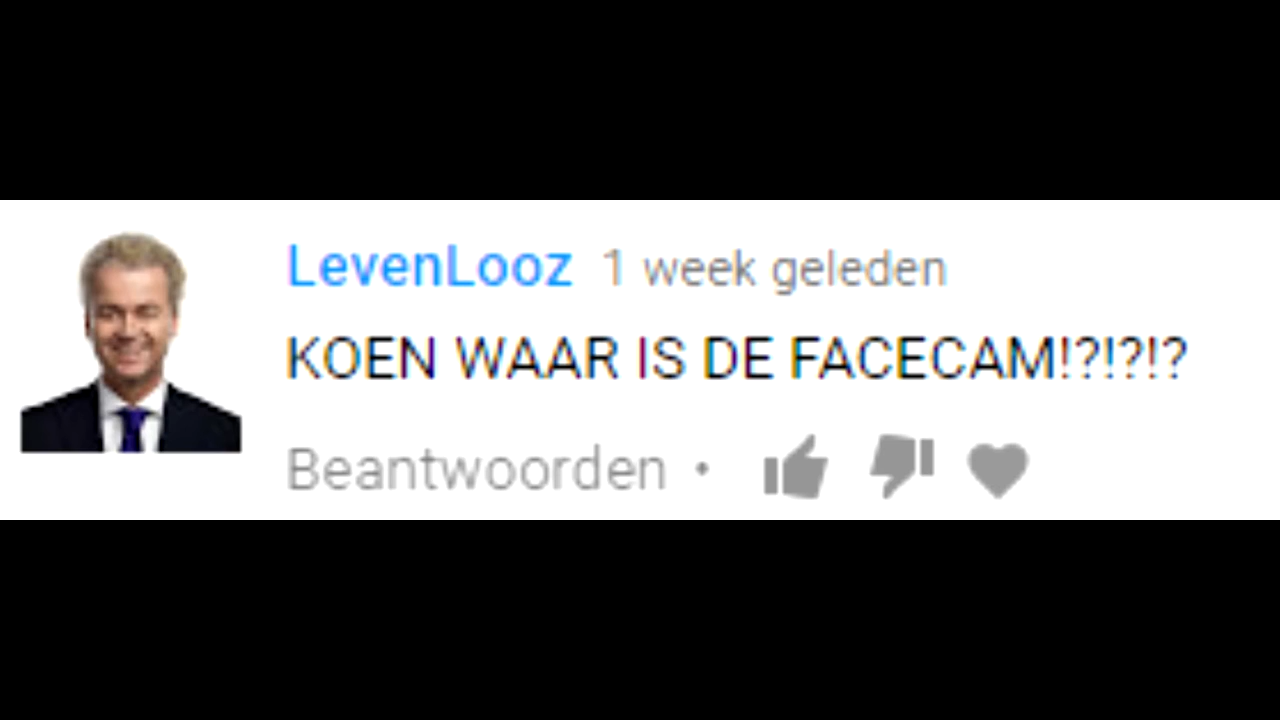 LevenLooz 1 week geleden
KOEN WAAR IS DE FACECAM!?!?!?
Beantwoorden •